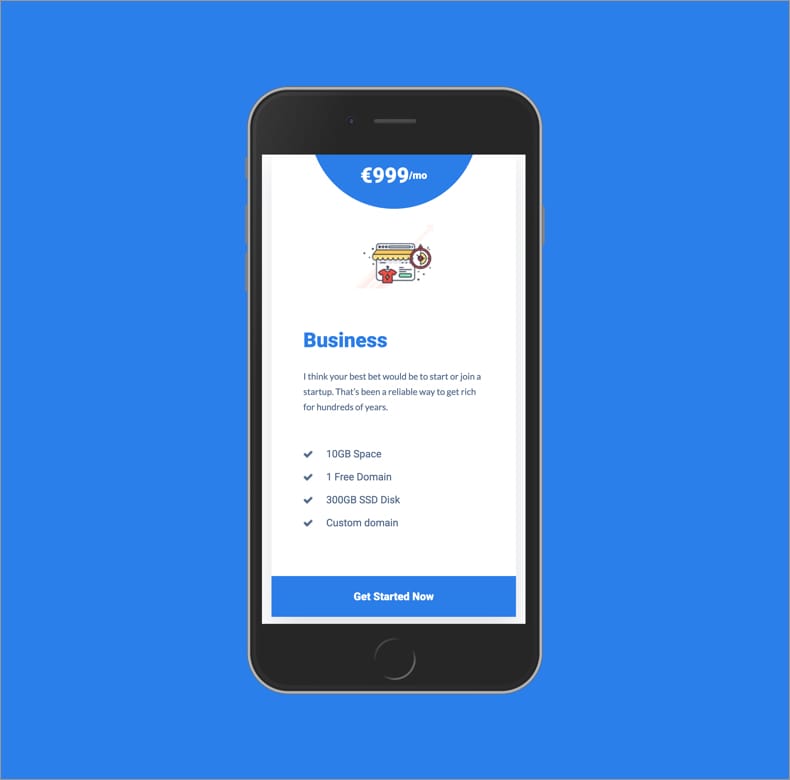 €999/mo
Business
I think your best bet would be to start or join a
startup. That's been a reliable way to get rich
for hundreds of years.
10GB Space
1 Free Domain
300GB SSD Disk
Custom domain
Get Started Now